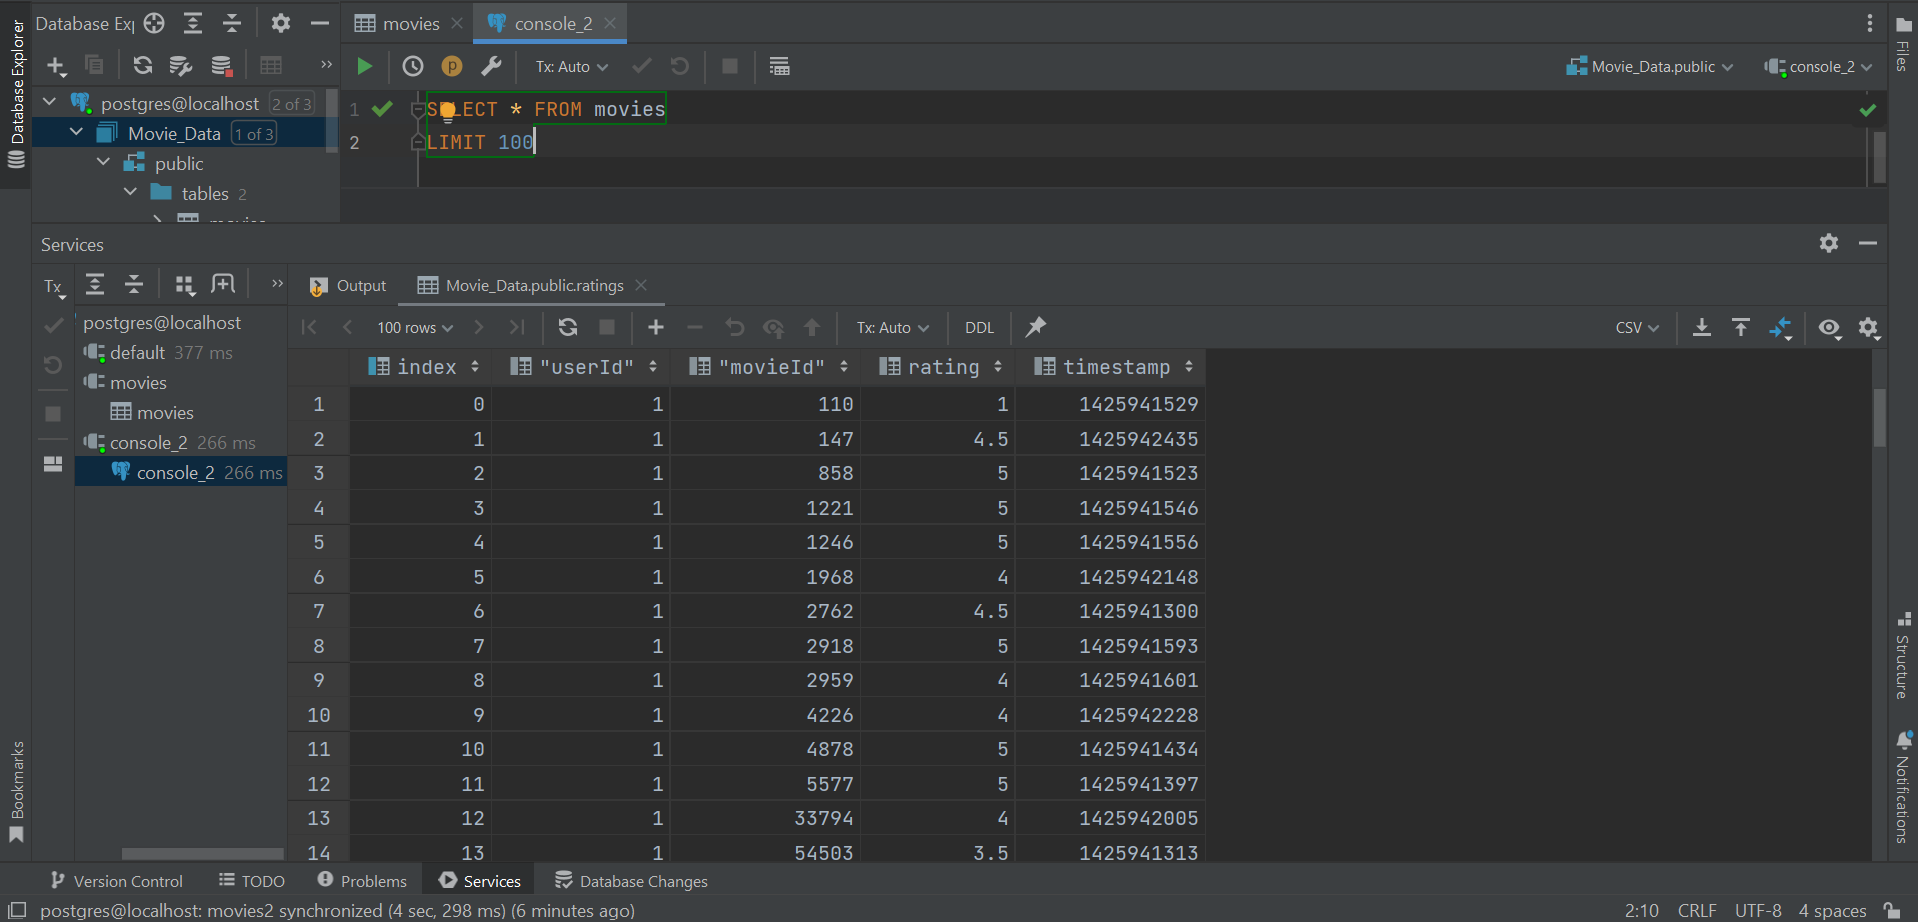 Database Exp
movies
console_2
Tx: Auto
Movie_Data.public
console_2
Database Explorer
Files
postgres@localhost 2 of 3
Movie_Data 1 of 3
public
tables 2
movies
1 SELECT * FROM movies
2 LIMIT 100
Services
Tx
Output
Movie_Data.public.ratings
postgres@localhost
default 377 ms
movies
movies
console_2 266 ms
console_2 266 ms
100 rows
Tx: Auto
DDL
CSV
index "userId" "movieId" rating timestamp
1 0 1 110 1 1425941529
2 1 1 147 4.5 1425942435
3 2 1 858 5 1425941523
4 3 1 1221 5 1425941546
5 4 1 1246 5 1425941556
6 5 1 1968 4 1425942148
7 6 1 2762 4.5 1425941300
8 7 1 2918 5 1425941593
9 8 1 2959 4 1425941601
10 9 1 4226 4 1425942228
11 10 1 4878 5 1425941434
12 11 1 5577 5 1425941397
13 12 1 33794 4 1425942005
14 13 1 54503 3.5 1425941313
Structure
Notifications
Bookmarks
Version Control
TODO
Problems
Services
Database Changes
postgres@localhost: movies2 synchronized (4 sec, 298 ms) (6 minutes ago)
2:10 CRLF UTF-8 4 spaces